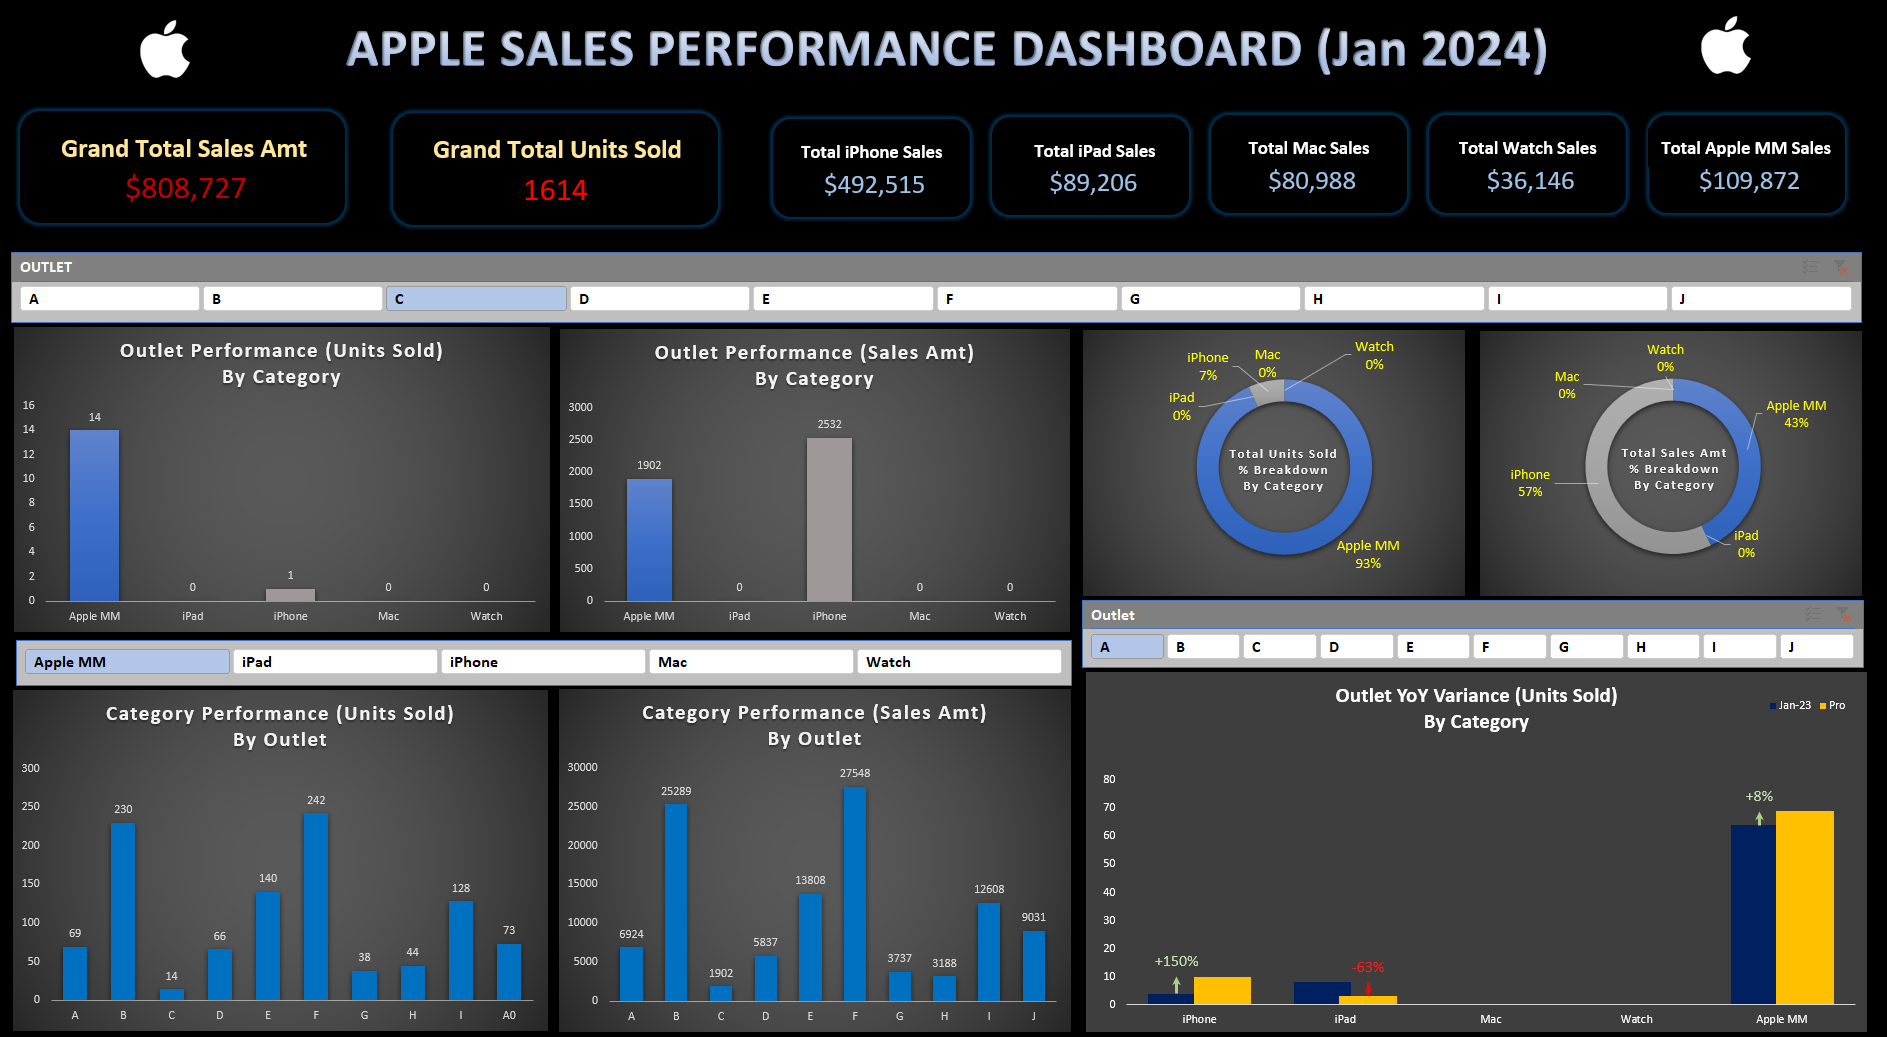 APPLE SALES PERFORMANCE DASHBOARD (Jan 2024)
Grand Total Sales Amt
$808,727
Grand Total Units Sold
1614
Total iPhone Sales
$492,515
Total iPad Sales
$89,206
Total Mac Sales
$80,988
Total Watch Sales
$36,146
Total Apple MM Sales
$109,872
OUTLET
A B C D E F G H I J
Outlet Performance (Units Sold)
By Category
16
14
12
10
8
6
4
2
0
14
0
1
0
0
Apple MM iPad iPhone Mac Watch
Outlet Performance (Sales Amt)
By Category
3000
2500
2000
1500
1000
500
0
1902
0
2532
0
0
Apple MM iPad iPhone Mac Watch
iPhone
7%
Mac
0%
Watch
0%
iPad
0%
Total Units Sold
% Breakdown
By Category
Apple MM
93%
Watch
0%
Mac
0%
Apple MM
43%
iPhone
57%
Total Sales Amt
% Breakdown
By Category
iPad
0%
Apple MM iPad iPhone Mac Watch
Outlet
A B C D E F G H I J
Category Performance (Units Sold)
By Outlet
300
250
200
150
100
50
0
69
230
14
66
140
242
38
44
128
73
A B C D E F G H I A0
Category Performance (Sales Amt)
By Outlet
30000
25000
20000
15000
10000
5000
0
6924
25289
1902
5837
13808
27548
3737
3188
12608
9031
A B C D E F G H I J
Outlet YoY Variance (Units Sold)
By Category
Jan-23 Pro
80
70
60
50
40
30
20
10
0
+150%
-63%
+8%
iPhone iPad Mac Watch Apple MM